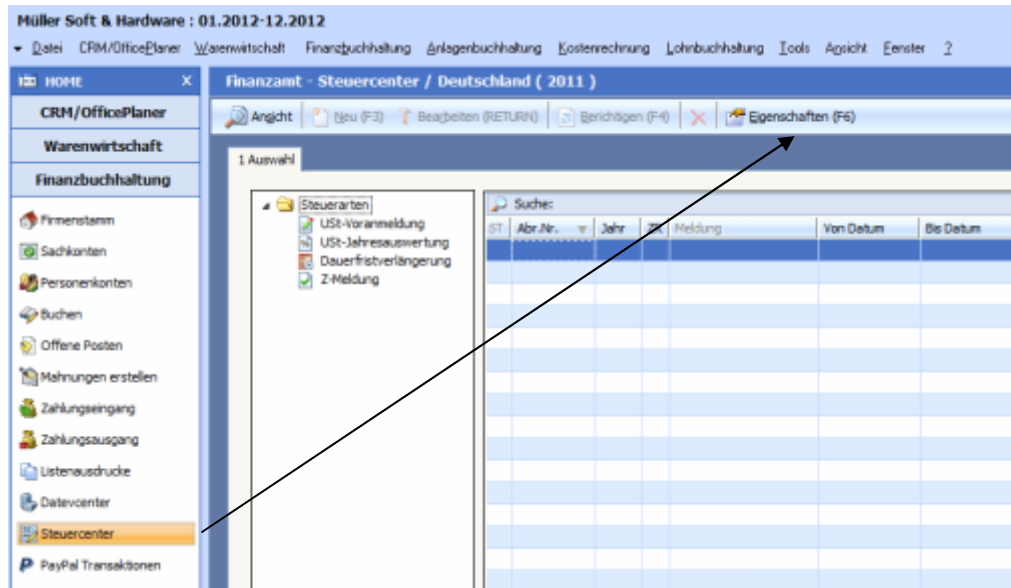 Müller Soft & Hardware : 01.2012-12.2012
Datei CRM/OfficePlaner Warenwirtschaft Finanzbuchhaltung Anlagenbuchhaltung Kostenrechnung Lohnbuchhaltung Tools Ansicht Fenster ?
HOME X
Finanzamt - Steuercenter / Deutschland ( 2011 )
CRM/OfficePlaner
Ansicht Neu (F3) Bearbeiten (RETURN) Berichtigen (F4) Eigenschaften (F6)
Warenwirtschaft
1 Auswahl
Finanzbuchhaltung
Steuerarten
USt-Voranmeldung
USt-Jahresauswertung
Dauerfristverlängerung
Z-Meldung
Suche:
ST Abr.Nr. Jahr ZR Meldung Von Datum Bis Datum
Firmenstamm
Sachkonten
Personenkonten
Buchen
Offene Posten
Mahnungen erstellen
Zahlungseingang
Zahlungsausgang
Listenausdrucke
Datevcenter
Steuercenter
PayPal Transaktionen